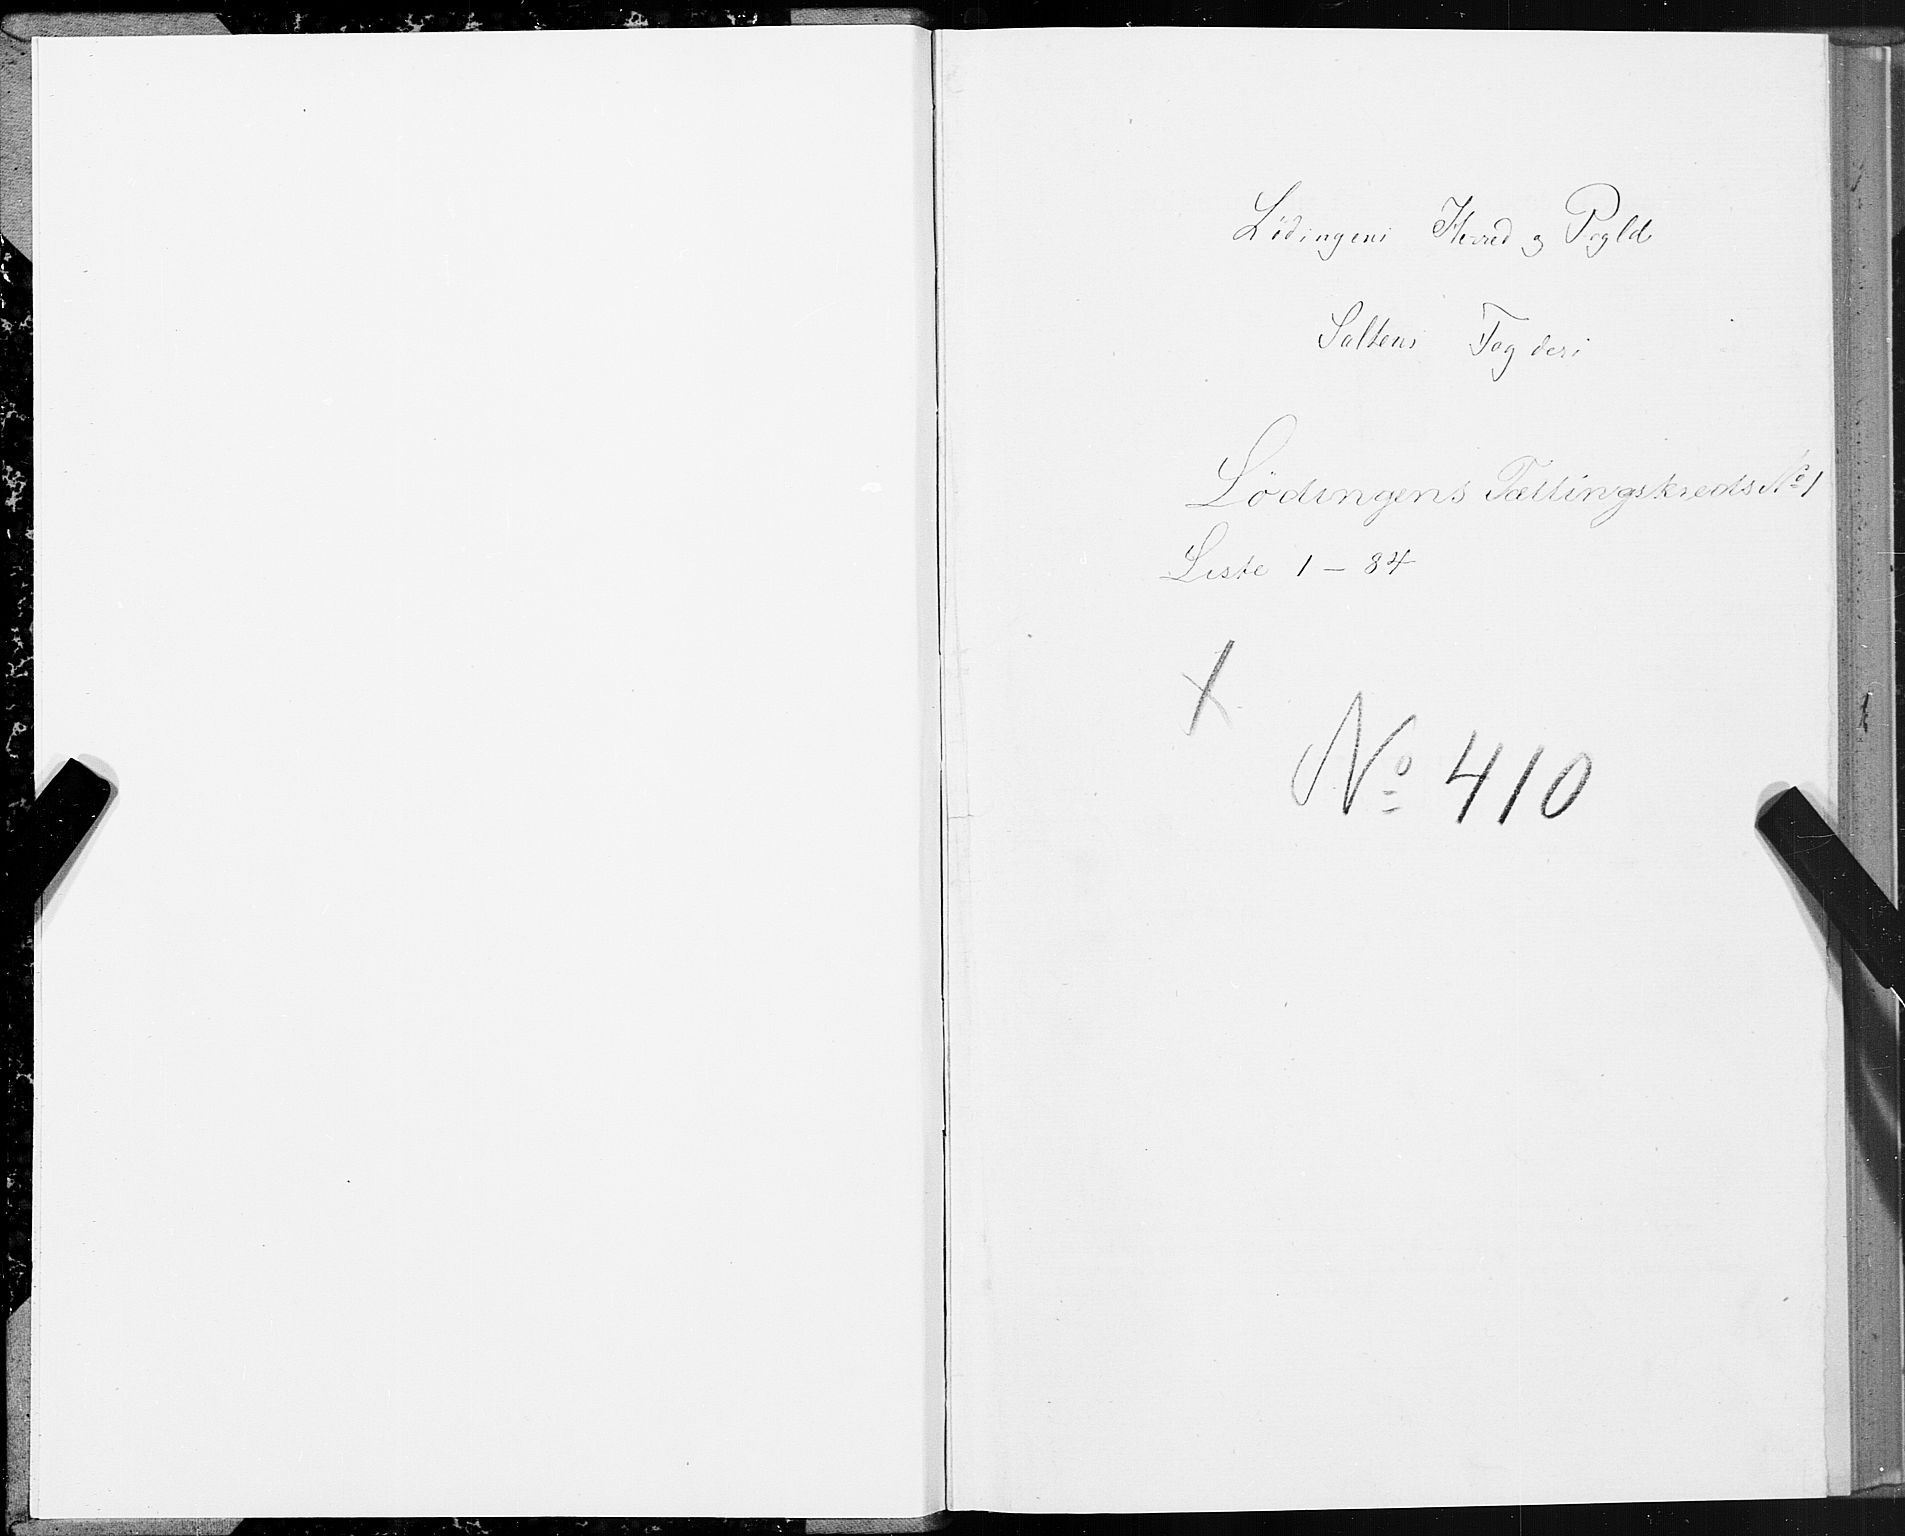 Lödingens Herred og Prgld
Saltens Fogderi
Lödingens Tællingskreds No 1
Liste 1 – 84
X
No 410